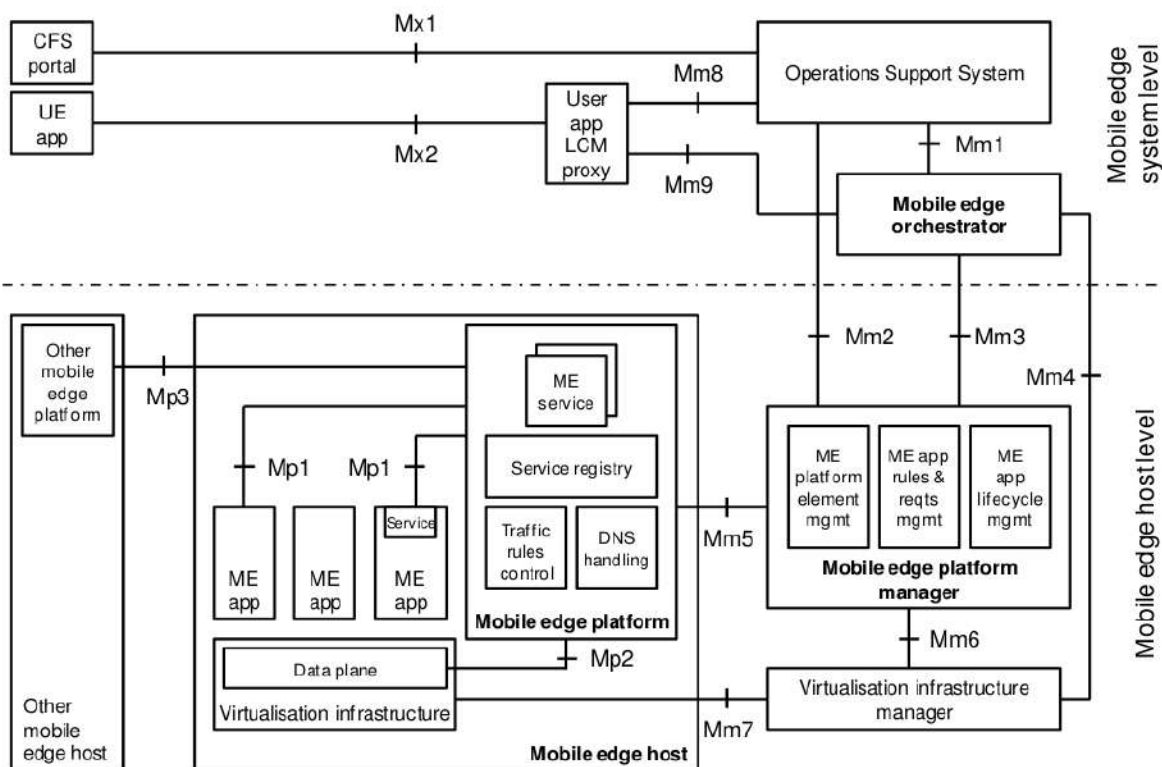 Mx1
CFS
portal
Operations Support System
Mm8
UE
app
User
app
LCM
proxy
Mx2
Mm1
Mm9
Mobile edge
orchestrator
Mobile edge
system level
Other
mobile
edge
platform
Mp3
ME
service
Mm2
Mm3
Mm4
Mp1
Mp1
Service registry
ME
platform
element
mgmt
ME app
rules &
reqts
mgmt
ME
app
lifecycle
mgmt
Service
Traffic
rules
control
DNS
handling
Mm5
ME
app
ME
app
ME
app
Mobile edge platform
manager
Mobile edge platform
Mp2
Mm6
Data plane
Virtualisation infrastructure
Virtualisation infrastructure
manager
Mm7
Other
mobile
edge host
Mobile edge host
Mobile edge host level